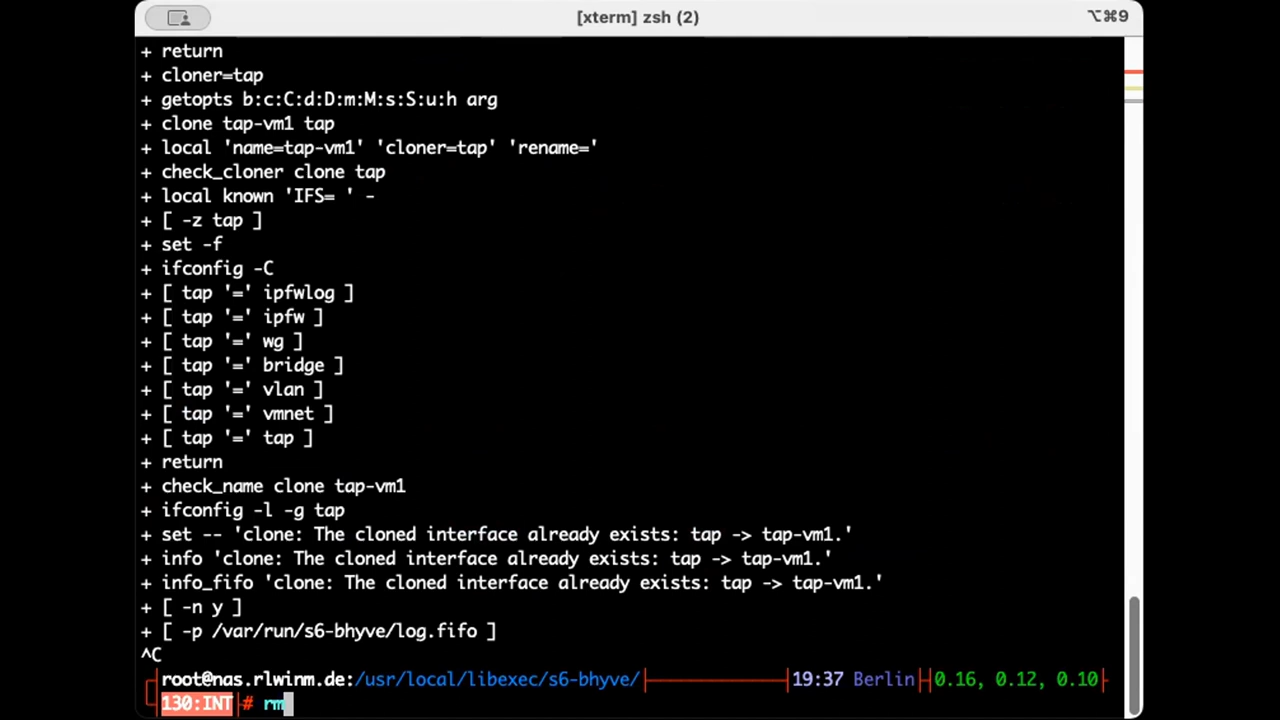 [xterm] zsh (2)
⌥⌘9
+ return
+ cloner=tap
+ getopts b:c:C:d:D:m:M:s:S:u:h arg
+ clone tap-vm1 tap
+ local 'name=tap-vm1' 'cloner=tap' 'rename='
+ check_cloner clone tap
+ local known 'IFS= ' -
+ [ -z tap ]
+ set -f
+ ifconfig -C
+ [ tap '=' ipfwlog ]
+ [ tap '=' ipfw ]
+ [ tap '=' wg ]
+ [ tap '=' bridge ]
+ [ tap '=' vlan ]
+ [ tap '=' vmnet ]
+ [ tap '=' tap ]
+ return
+ check_name clone tap-vm1
+ ifconfig -l -g tap
+ set -- 'clone: The cloned interface already exists: tap -> tap-vm1.'
+ info 'clone: The cloned interface already exists: tap -> tap-vm1.'
+ info_fifo 'clone: The cloned interface already exists: tap -> tap-vm1.'
+ [ -n y ]
+ [ -p /var/run/s6-bhyve/log.fifo ]
^C
root@nas.rlwinm.de:/usr/local/libexec/s6-bhyve/ 19:37 Berlin 0.16, 0.12, 0.10
130:INT # rm